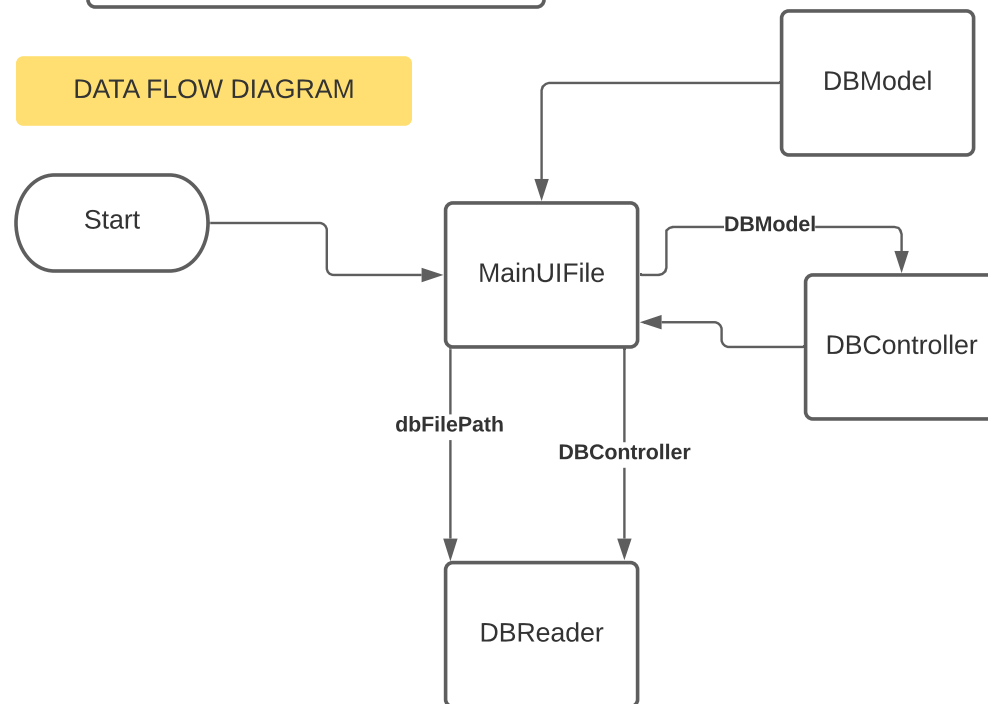 DATA FLOW DIAGRAM
DBModel
Start
DBModel
MainUIFile
DBController
dbFilePath
DBController
DBReader